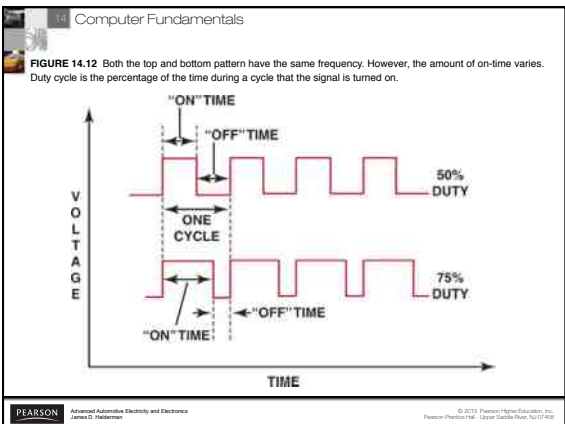 14 Computer Fundamentals
FIGURE 14.12 Both the top and bottom pattern have the same frequency. However, the amount of on-time varies.
Duty cycle is the percentage of the time during a cycle that the signal is turned on.
"ON" TIME
"OFF" TIME
50%
DUTY
ONE
CYCLE
VOLTAGE
75%
DUTY
"OFF" TIME
"ON" TIME
TIME
PEARSON
Advanced Automotive Electricity and Electronics
James D. Halderman
© 2013 Pearson Higher Education, Inc.
Pearson Prentice Hall - Upper Saddle River, NJ 07458